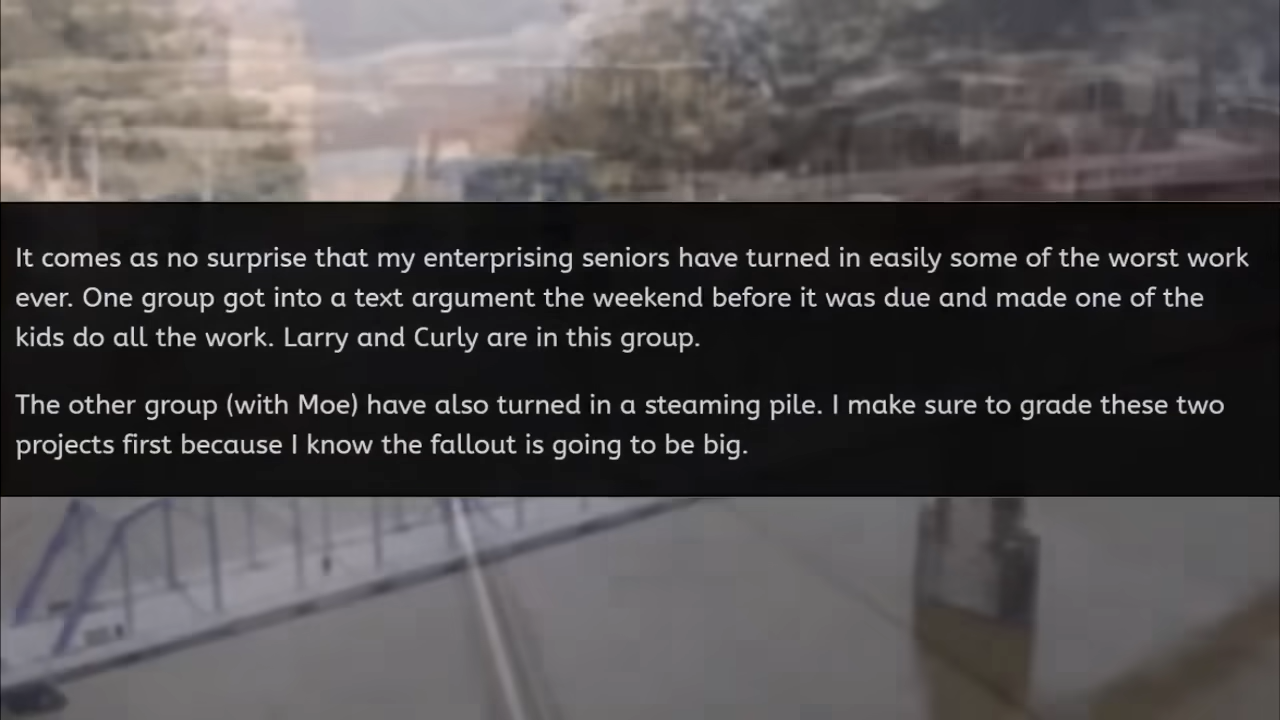 It comes as no surprise that my enterprising seniors have turned in easily some of the worst work
ever. One group got into a text argument the weekend before it was due and made one of the
kids do all the work. Larry and Curly are in this group.
The other group (with Moe) have also turned in a steaming pile. I make sure to grade these two
projects first because I know the fallout is going to be big.